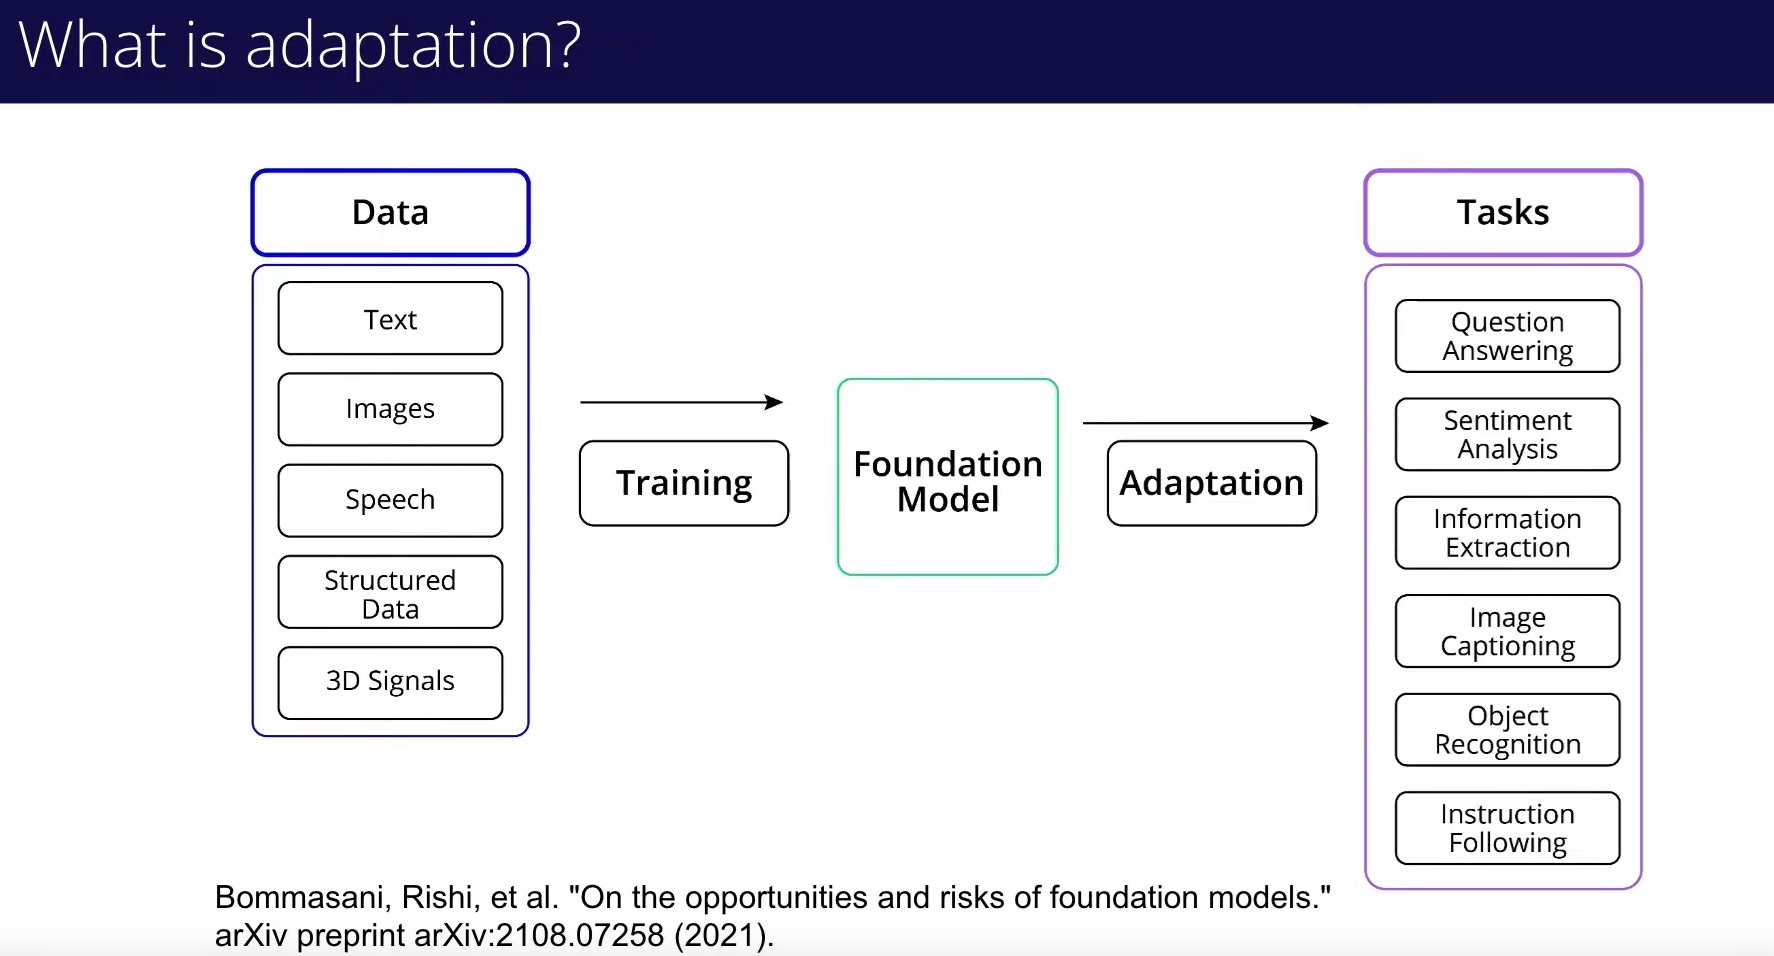 What is adaptation?
Data
Text
Images
Speech
Structured
Data
3D Signals
Training
Foundation
Model
Adaptation
Tasks
Question
Answering
Sentiment
Analysis
Information
Extraction
Image
Captioning
Object
Recognition
Instruction
Following
Bommasani, Rishi, et al. "On the opportunities and risks of foundation models."
arXiv preprint arXiv:2108.07258 (2021).